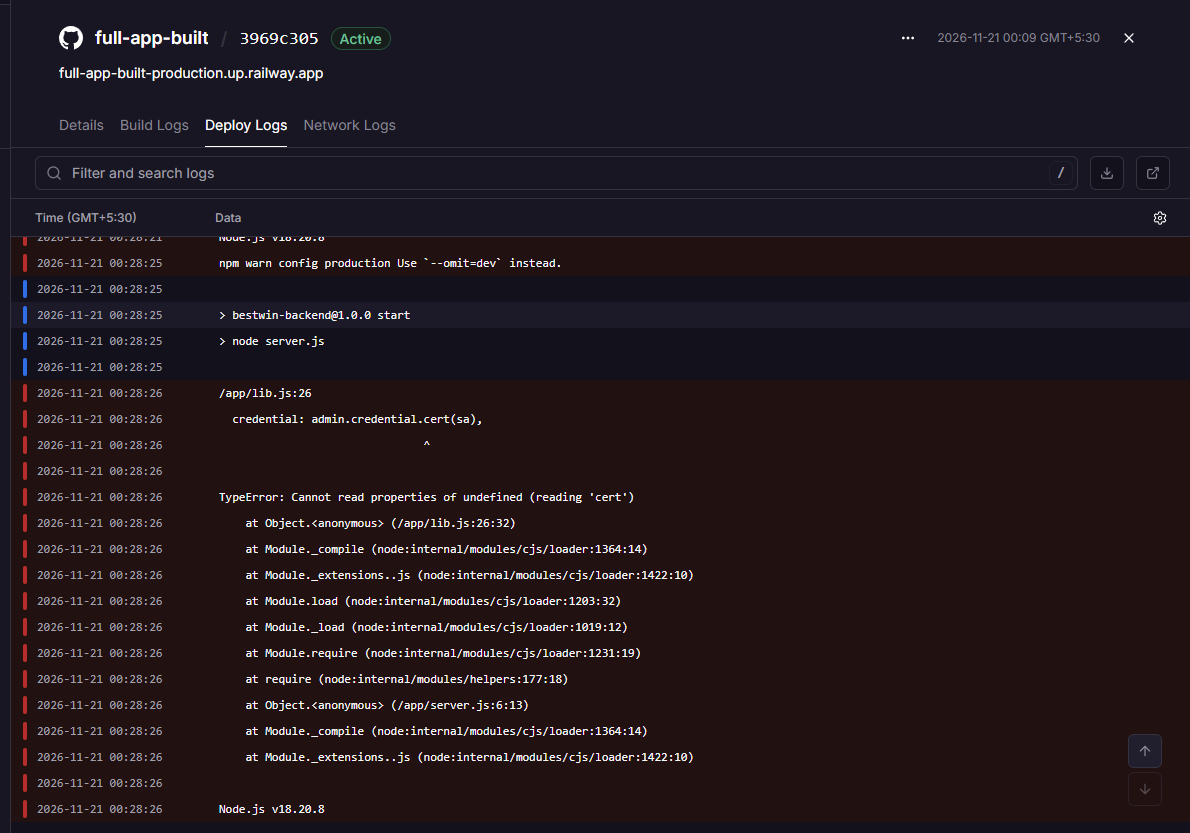 full-app-built / 3969c305 Active
2026-11-21 00:09 GMT+5:30
full-app-built-production.up.railway.app
Details Build Logs Deploy Logs Network Logs
Filter and search logs /
Time (GMT+5:30) Data
2026-11-21 00:28:21 Node.js v18.20.8
2026-11-21 00:28:25 npm warn config production Use `--omit=dev` instead.
2026-11-21 00:28:25
2026-11-21 00:28:25 > bestwin-backend@1.0.0 start
2026-11-21 00:28:25 > node server.js
2026-11-21 00:28:25
2026-11-21 00:28:26 /app/lib.js:26
2026-11-21 00:28:26 credential: admin.credential.cert(sa),
2026-11-21 00:28:26 ^
2026-11-21 00:28:26
2026-11-21 00:28:26 TypeError: Cannot read properties of undefined (reading 'cert')
2026-11-21 00:28:26 at Object.<anonymous> (/app/lib.js:26:32)
2026-11-21 00:28:26 at Module._compile (node:internal/modules/cjs/loader:1364:14)
2026-11-21 00:28:26 at Module._extensions..js (node:internal/modules/cjs/loader:1422:10)
2026-11-21 00:28:26 at Module.load (node:internal/modules/cjs/loader:1203:32)
2026-11-21 00:28:26 at Module._load (node:internal/modules/cjs/loader:1019:12)
2026-11-21 00:28:26 at Module.require (node:internal/modules/cjs/loader:1231:19)
2026-11-21 00:28:26 at require (node:internal/modules/helpers:177:18)
2026-11-21 00:28:26 at Object.<anonymous> (/app/server.js:6:13)
2026-11-21 00:28:26 at Module._compile (node:internal/modules/cjs/loader:1364:14)
2026-11-21 00:28:26 at Module._extensions..js (node:internal/modules/cjs/loader:1422:10)
2026-11-21 00:28:26
2026-11-21 00:28:26 Node.js v18.20.8